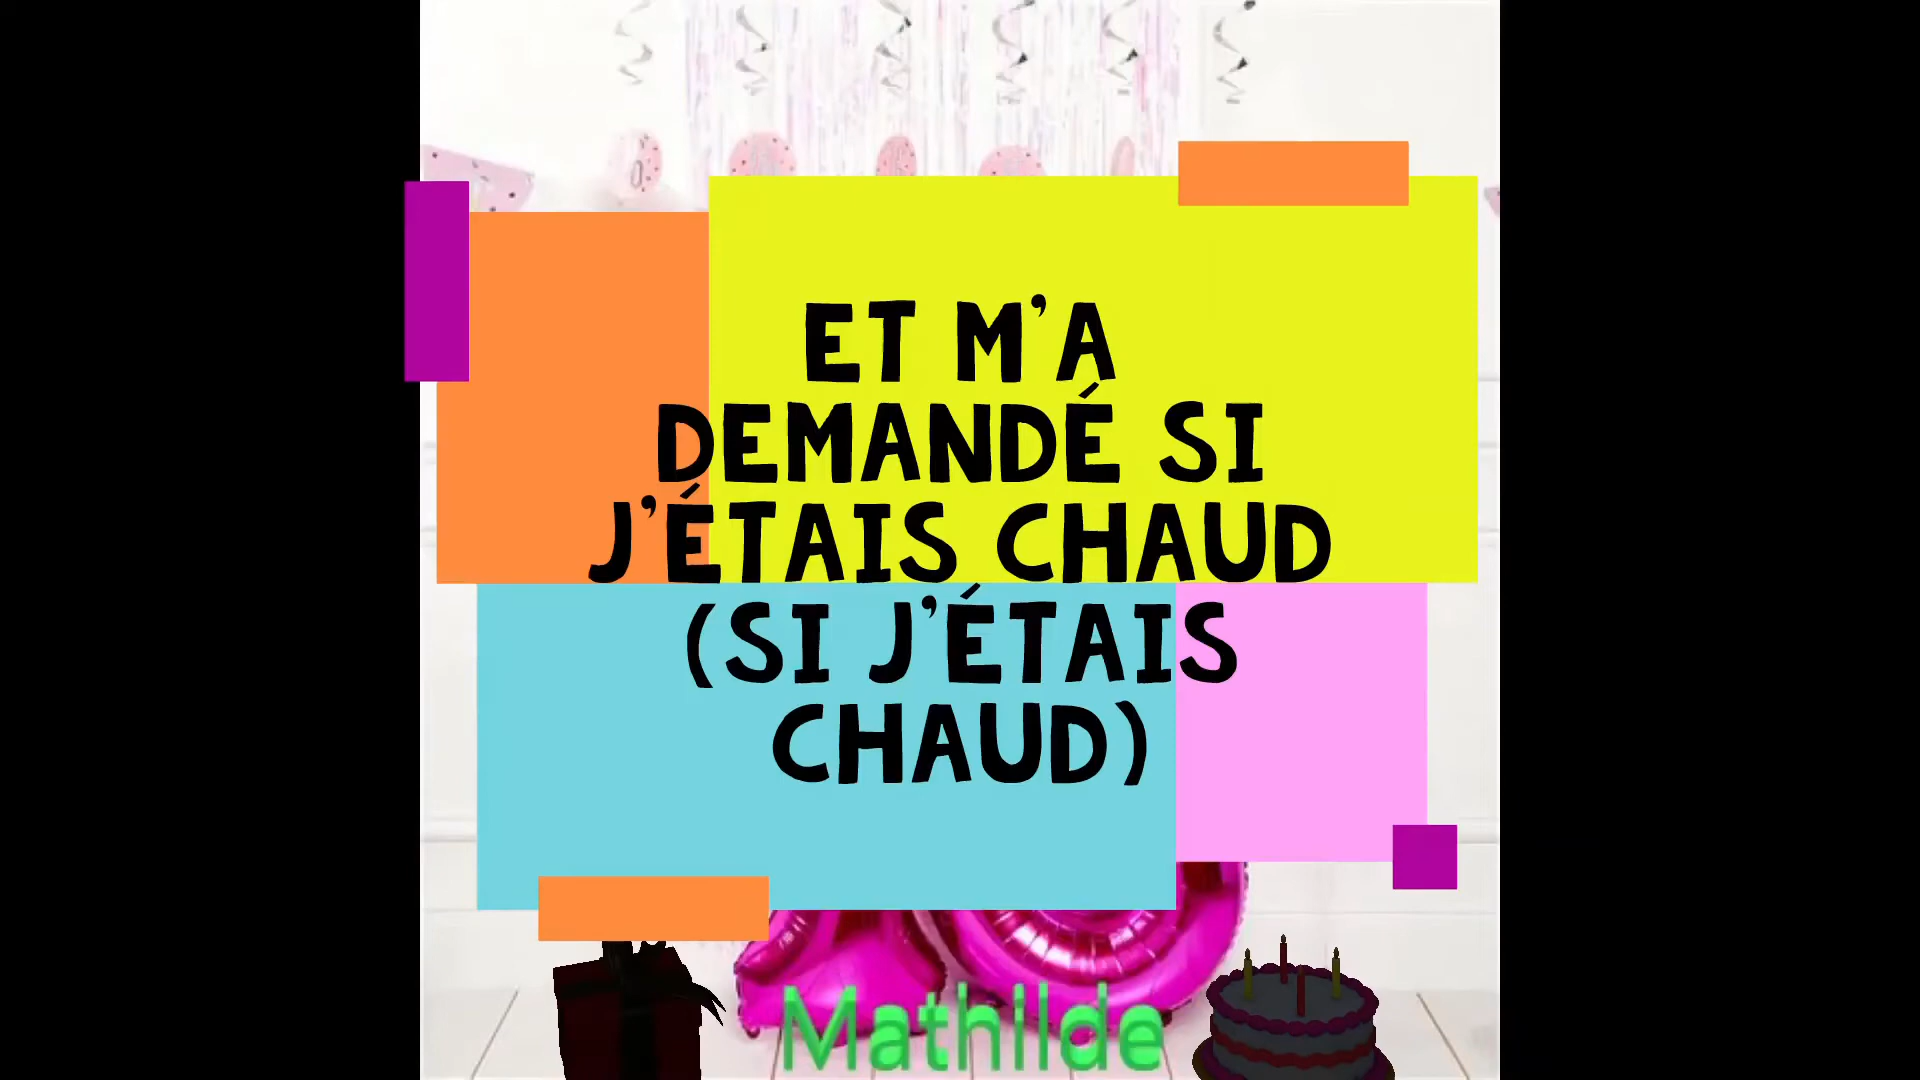 ET M'A
DEMANDÉ SI
J'ÉTAIS CHAUD
(SI J'ÉTAIS
CHAUD)
Mathilde